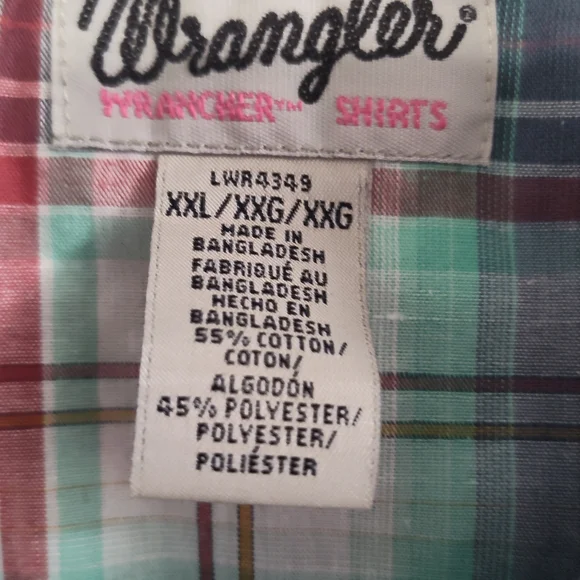 Wrangler®
WRANCHER™ SHIRTS
LWR4349
XXL/XXG/XXG
MADE IN
BANGLADESH
FABRIQUÉ AU
BANGLADESH
HECHO EN
BANGLADESH
55% COTTON/
COTON/
ALGODÓN
45% POLYESTER/
POLYESTER/
POLIÉSTER